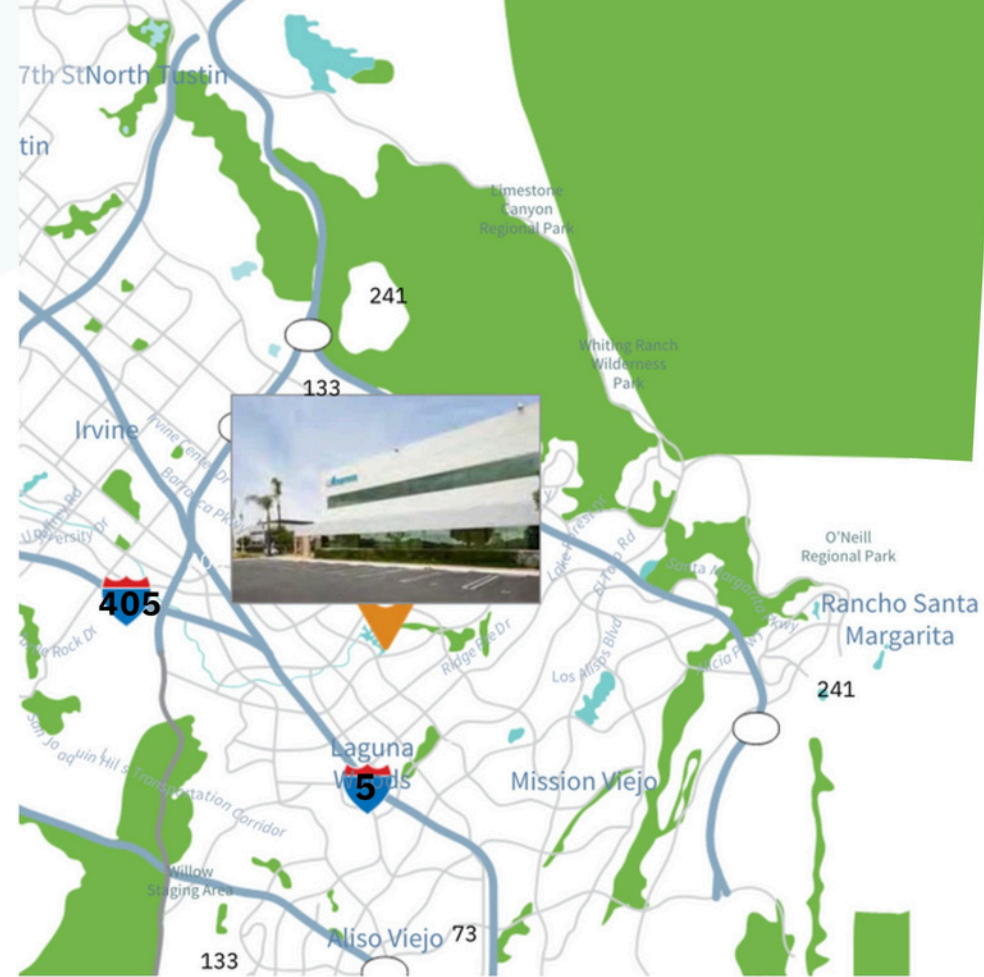 7th St North Tustin
tin
Limestone
Canyon
Regional Park
241
Whiting Ranch
Wilderness
Park
133
Irvine
Irvine Center Dr
Barranca Pkwy
Lake Forest Dr
El Toro Rd
Santa Margarita Pkwy
O'Neill
Regional Park
405
Rancho Santa
Margarita
Ridge Dr
Los Alisos Blvd
241
Laguna
Woods
5
Mission Viejo
San Joaquin Hills Transportation Corridor
Willow
Staging Area
Aliso Viejo
73
133